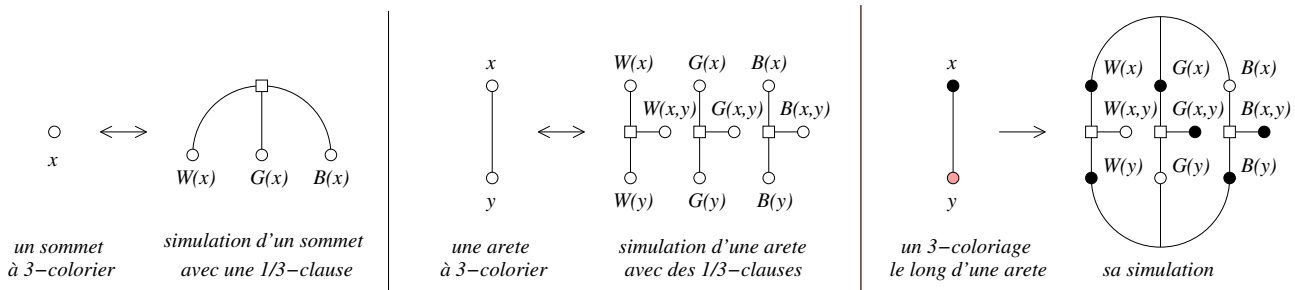 x
W(x) G(x) B(x)
un sommet
à 3−colorier
simulation d'un sommet
avec une 1/3−clause
x
y
W(x) G(x) B(x)
W(x,y) G(x,y) B(x,y)
W(y) G(y) B(y)
une arete
à 3−colorier
simulation d'une arete
avec des 1/3−clauses
x
y
W(x) G(x) B(x)
W(x,y) G(x,y) B(x,y)
W(y) G(y) B(y)
un 3−coloriage
le long d'une arete
sa simulation